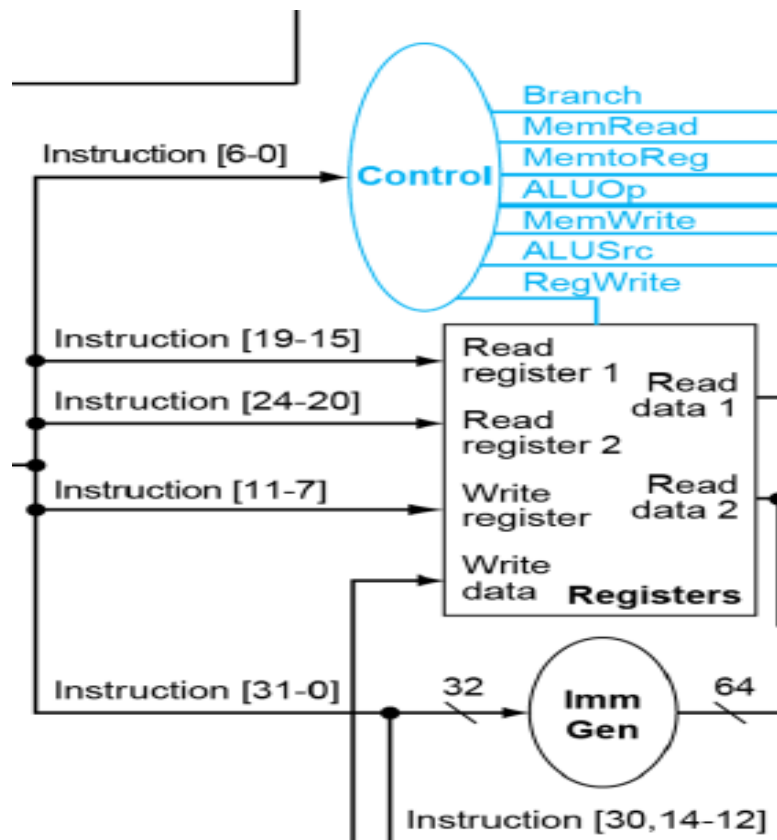 Branch
MemRead
Instruction [6-0]
MemtoReg
Control
ALUOp
MemWrite
ALUSrc
RegWrite
Instruction [19-15]
Read
register 1
Read
data 1
Instruction [24-20]
Read
register 2
Instruction [11-7]
Write
register
Read
data 2
Write
data
Registers
Instruction [31-0]
32
Imm
Gen
64
Instruction [30,14-12]